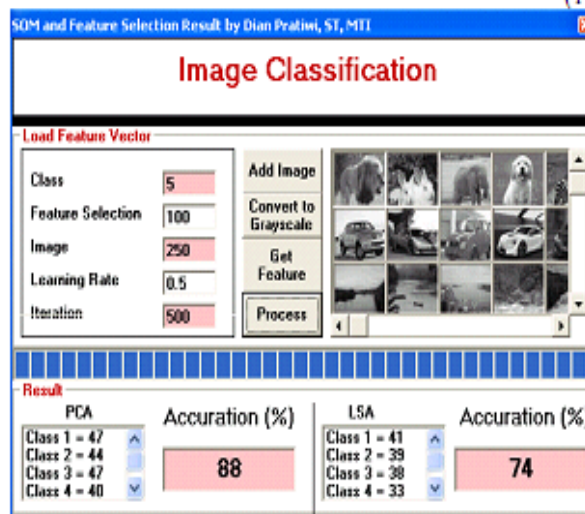 SOM and Feature Selection Result by Dian Pratiwi, ST, MTI
Image Classification
Load Feature Vector
Class 5
Feature Selection 100
Image 250
Learning Rate 0.5
Iteration 500
Add Image
Convert to
Grayscale
Get
Feature
Process
Result
PCA
Class 1 = 47
Class 2 = 44
Class 3 = 47
Class 4 = 40
Accuration (%)
88
LSA
Class 1 = 41
Class 2 = 39
Class 3 = 38
Class 4 = 33
Accuration (%
74